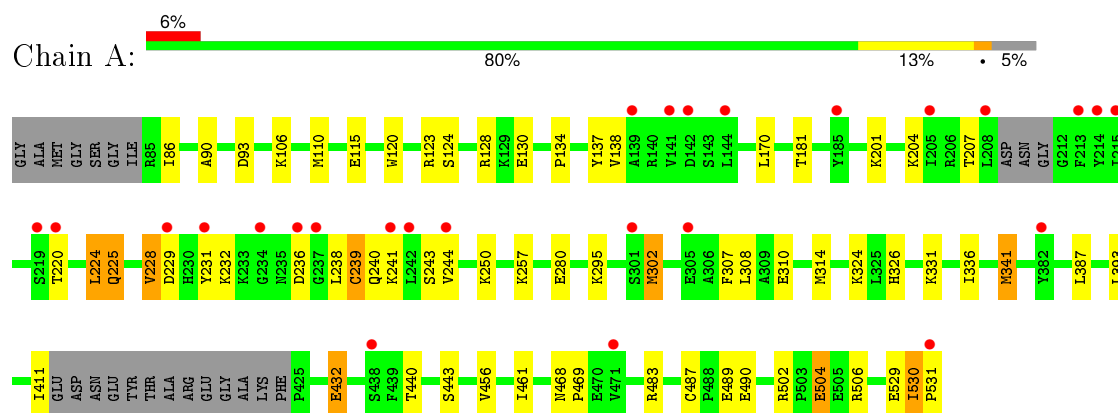 6%
Chain A:
80% 13% • 5%
GLY ALA MET GLY SER GLY ILE R85 I86 A90 D93 K106 M110 E115 W120 R123 S124 R128 K129 E130 P134 Y137 V138 A139 R140 V141 D142 S143 L144 L170 T181 Y185 K201 K204 I205 R206 T207 L208 ASP ASN GLY G212 F213 Y214 I215
S219 T220 L224 Q225 V228 D229 H230 Y231 K232 K233 G234 N235 D236 G237 L238 C239 Q240 K241 L242 S243 V244 K250 K257 E280 K295 S301 M302 E305 A306 F307 L308 A309 E310 M314 K324 L325 H326 K331 I336 M341 Y382 L387
I411 GLU ASP ASN GLU TYR THR ALA ARG GLU GLY ALA LYS PHE P425 E432 S438 F439 T440 S443 V456 I461 N468 P469 E470 V471 R483 C487 P488 E489 E490 R502 P503 E504 E505 R506 E529 I530 P531